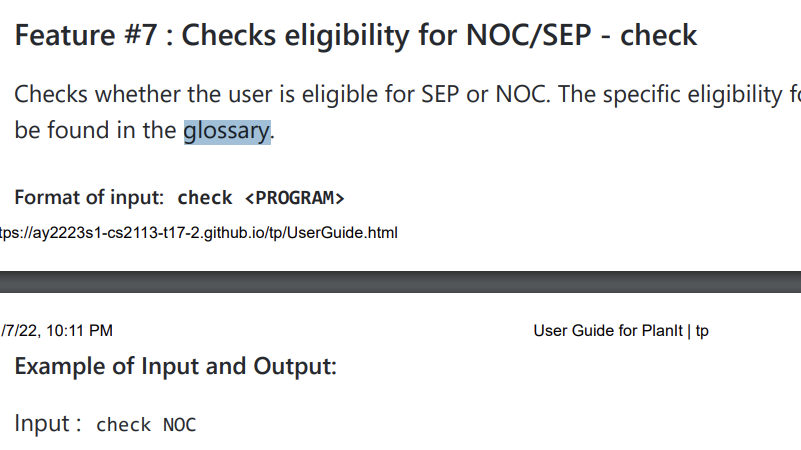 Feature #7 : Checks eligibility for NOC/SEP - check
Checks whether the user is eligible for SEP or NOC. The specific eligibility
be found in the glossary.
Format of input: check <PROGRAM>
tps://ay2223s1-cs2113-t17-2.github.io/tp/UserGuide.html
/7/22, 10:11 PM
User Guide for PlanIt | tp
Example of Input and Output:
Input : check NOC